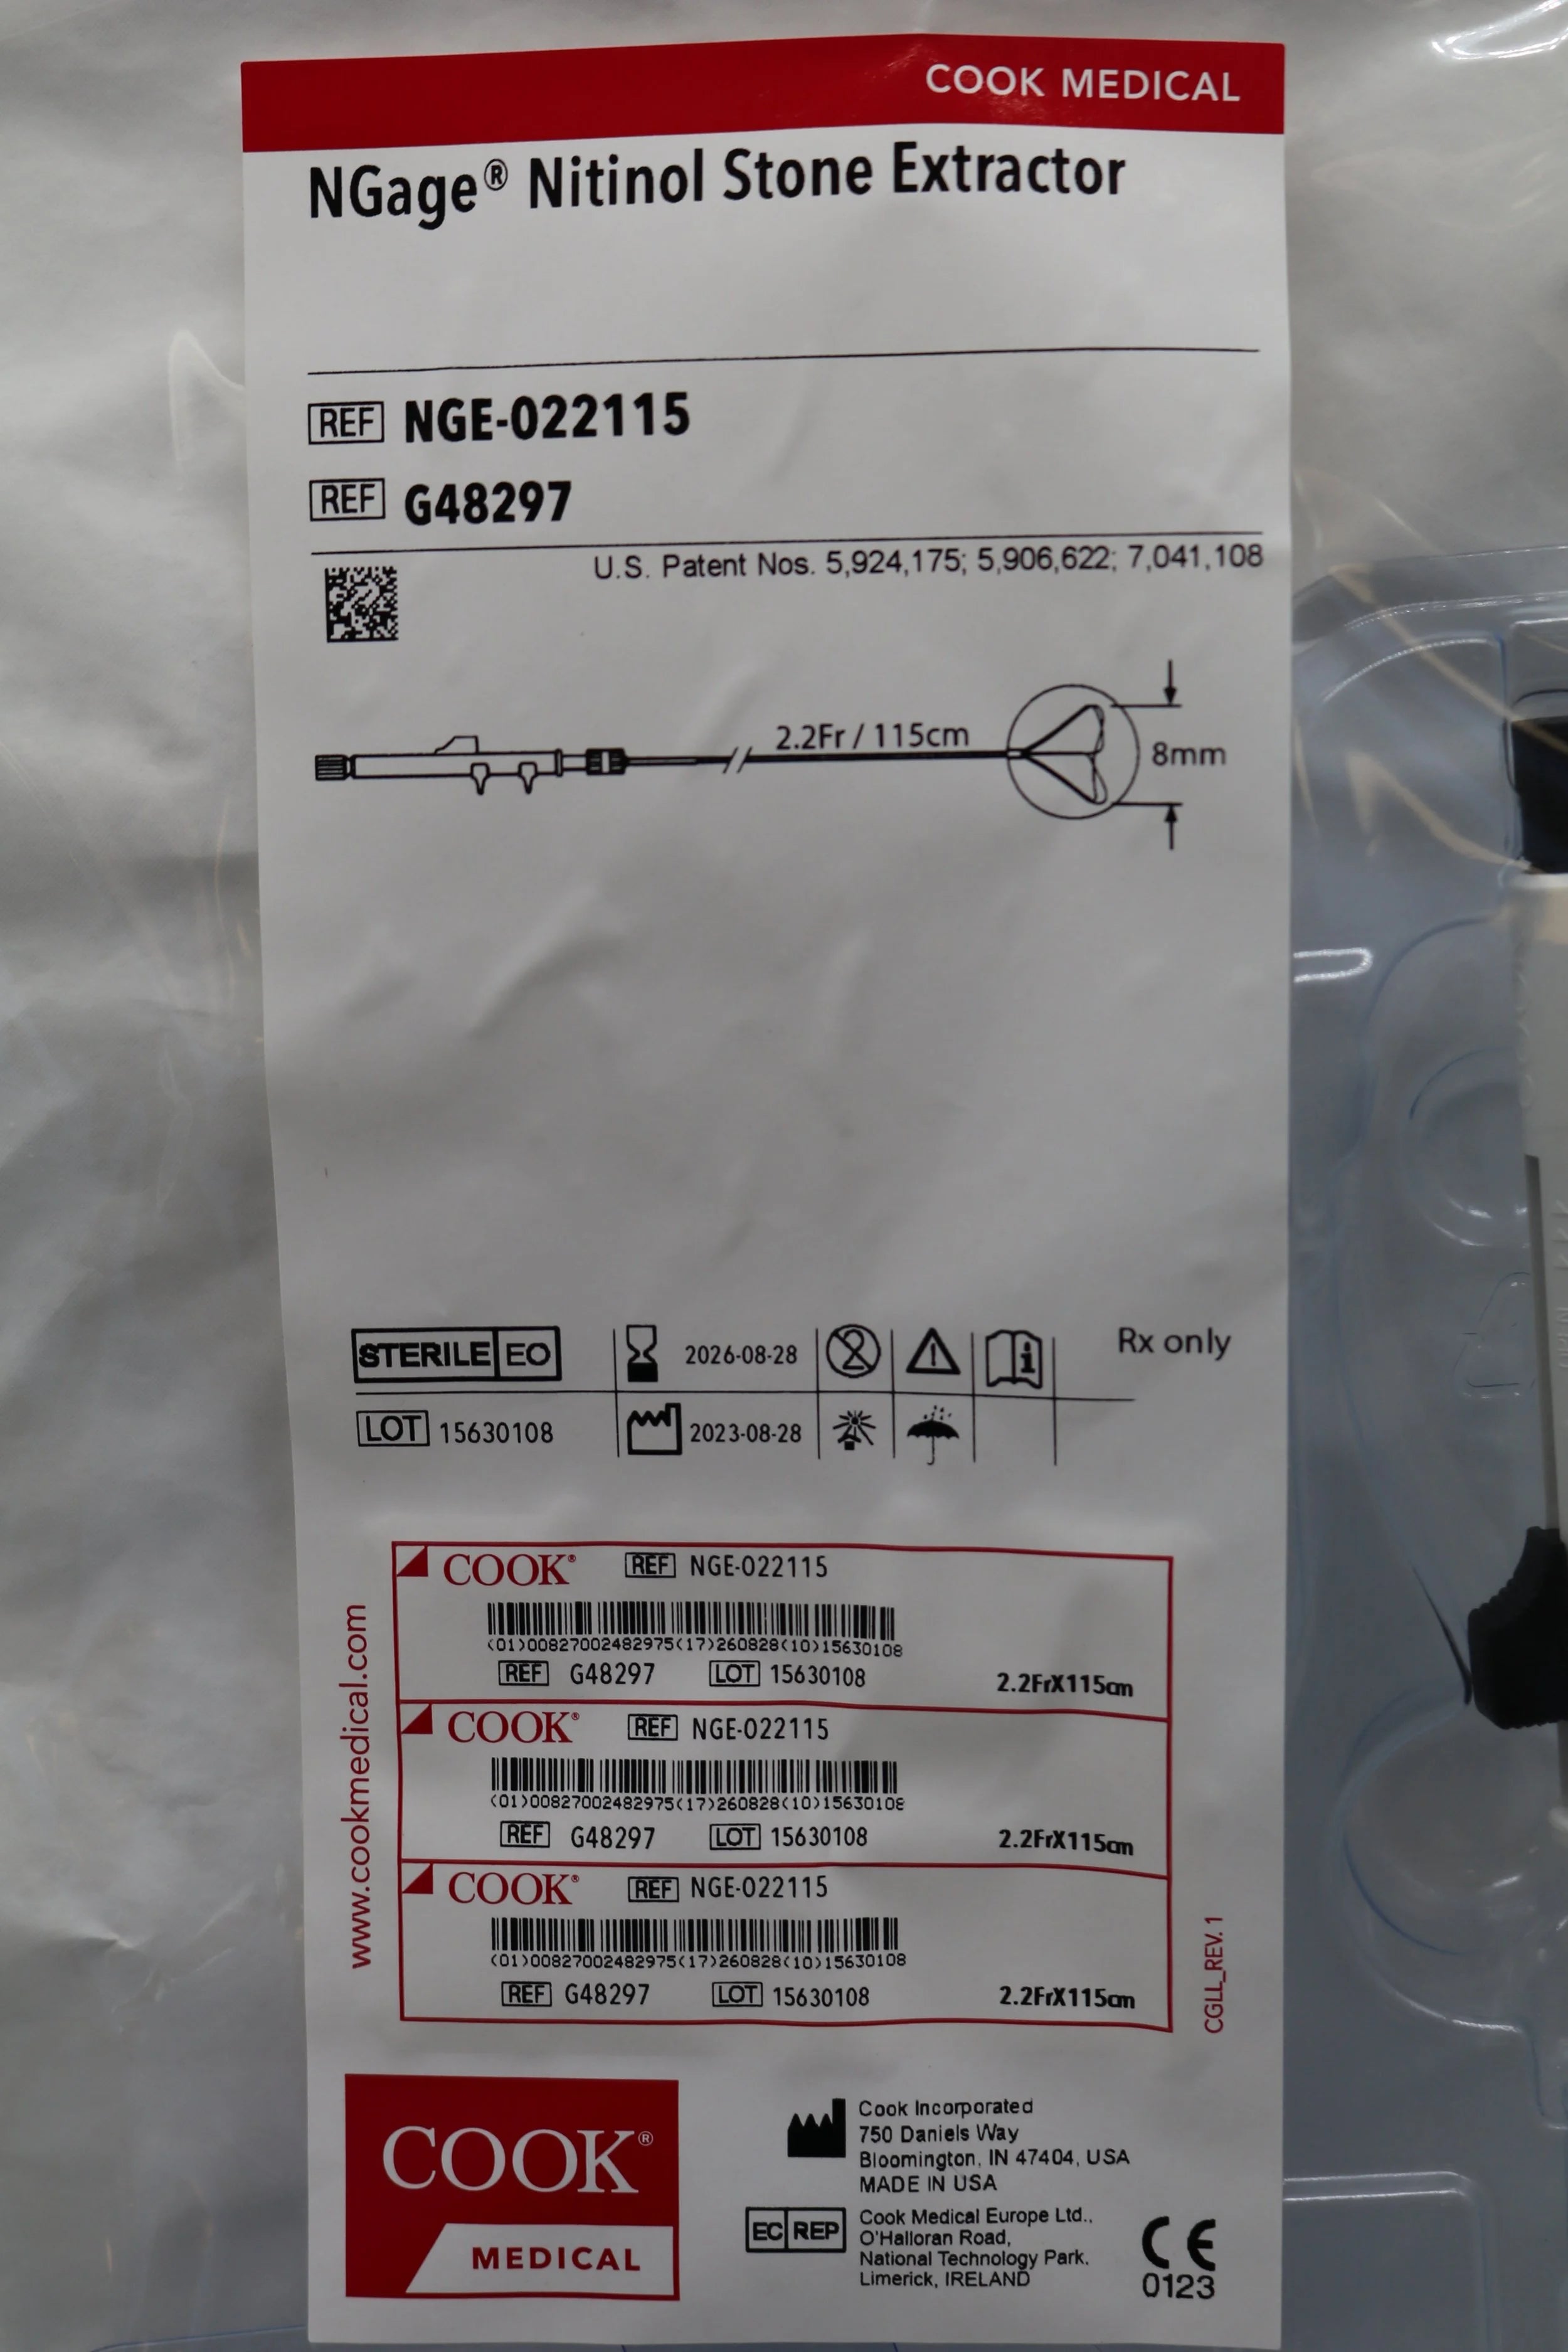 COOK MEDICAL
NGage® Nitinol Stone Extractor
REF NGE-022115
REF G48297
U.S. Patent Nos. 5,924,175; 5,906,622; 7,041,108
2.2Fr / 115cm
8mm
STERILE EO 2026-08-28 Rx only
LOT 15630108 2023-08-28
www.cookmedical.com
COOK® REF NGE-022115
(01)00827002482975(17)260828(10)15630108
REF G48297 LOT 15630108 2.2FrX115cm
COOK® REF NGE-022115
(01)00827002482975(17)260828(10)15630108
REF G48297 LOT 15630108 2.2FrX115cm
COOK® REF NGE-022115
(01)00827002482975(17)260828(10)15630108
REF G48297 LOT 15630108 2.2FrX115cm
CGLL_REV. 1
COOK®
MEDICAL
Cook Incorporated
750 Daniels Way
Bloomington, IN 47404, USA
MADE IN USA
EC REP
Cook Medical Europe Ltd.,
O'Halloran Road,
National Technology Park,
Limerick, IRELAND
CE
0123